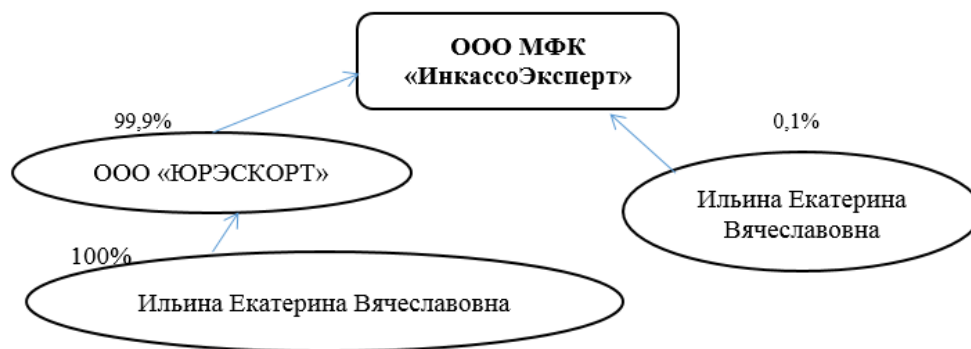 ООО МФК
«ИнкассоЭксперт»
99,9%
0,1%
ООО «ЮРЭСКОРТ»
Ильина Екатерина
Вячеславовна
100%
Ильина Екатерина Вячеславовна